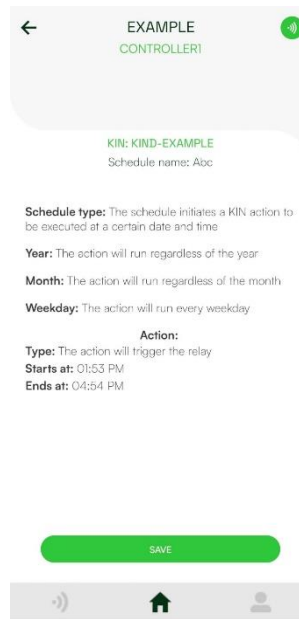 EXAMPLE
CONTROLLER1
KIN: KIND-EXAMPLE
Schedule name: Abc
Schedule type: The schedule initiates a KIN action to
be executed at a certain date and time
Year: The action will run regardless of the year
Month: The action will run regardless of the month
Weekday: The action will run every weekday
Action:
Type: The action will trigger the relay
Starts at: 01:53 PM
Ends at: 04:54 PM
SAVE